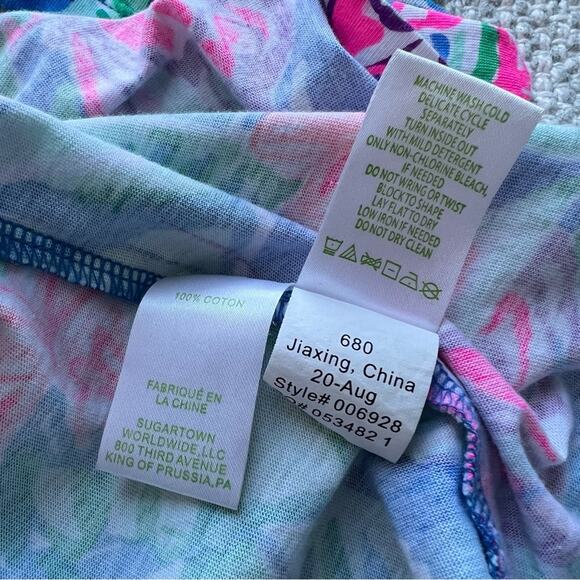 MACHINE WASH COLD
DELICATE CYCLE
SEPARATELY
TURN INSIDE OUT
WITH MILD DETERGENT
ONLY NON-CHLORINE BLEACH.
IF NEEDED
DO NOT WRING OR TWIST
BLOCK TO SHAPE
LAY FLAT TO DRY
LOW IRON IF NEEDED
DO NOT DRY CLEAN
100% COTON
FABRIQUÉ EN
LA CHINE
SUGARTOWN
WORLDWIDE, LLC
800 THIRD AVENUE
KING OF PRUSSIA, PA
680
Jiaxing, China
20-Aug
Style# 006928
053482 1